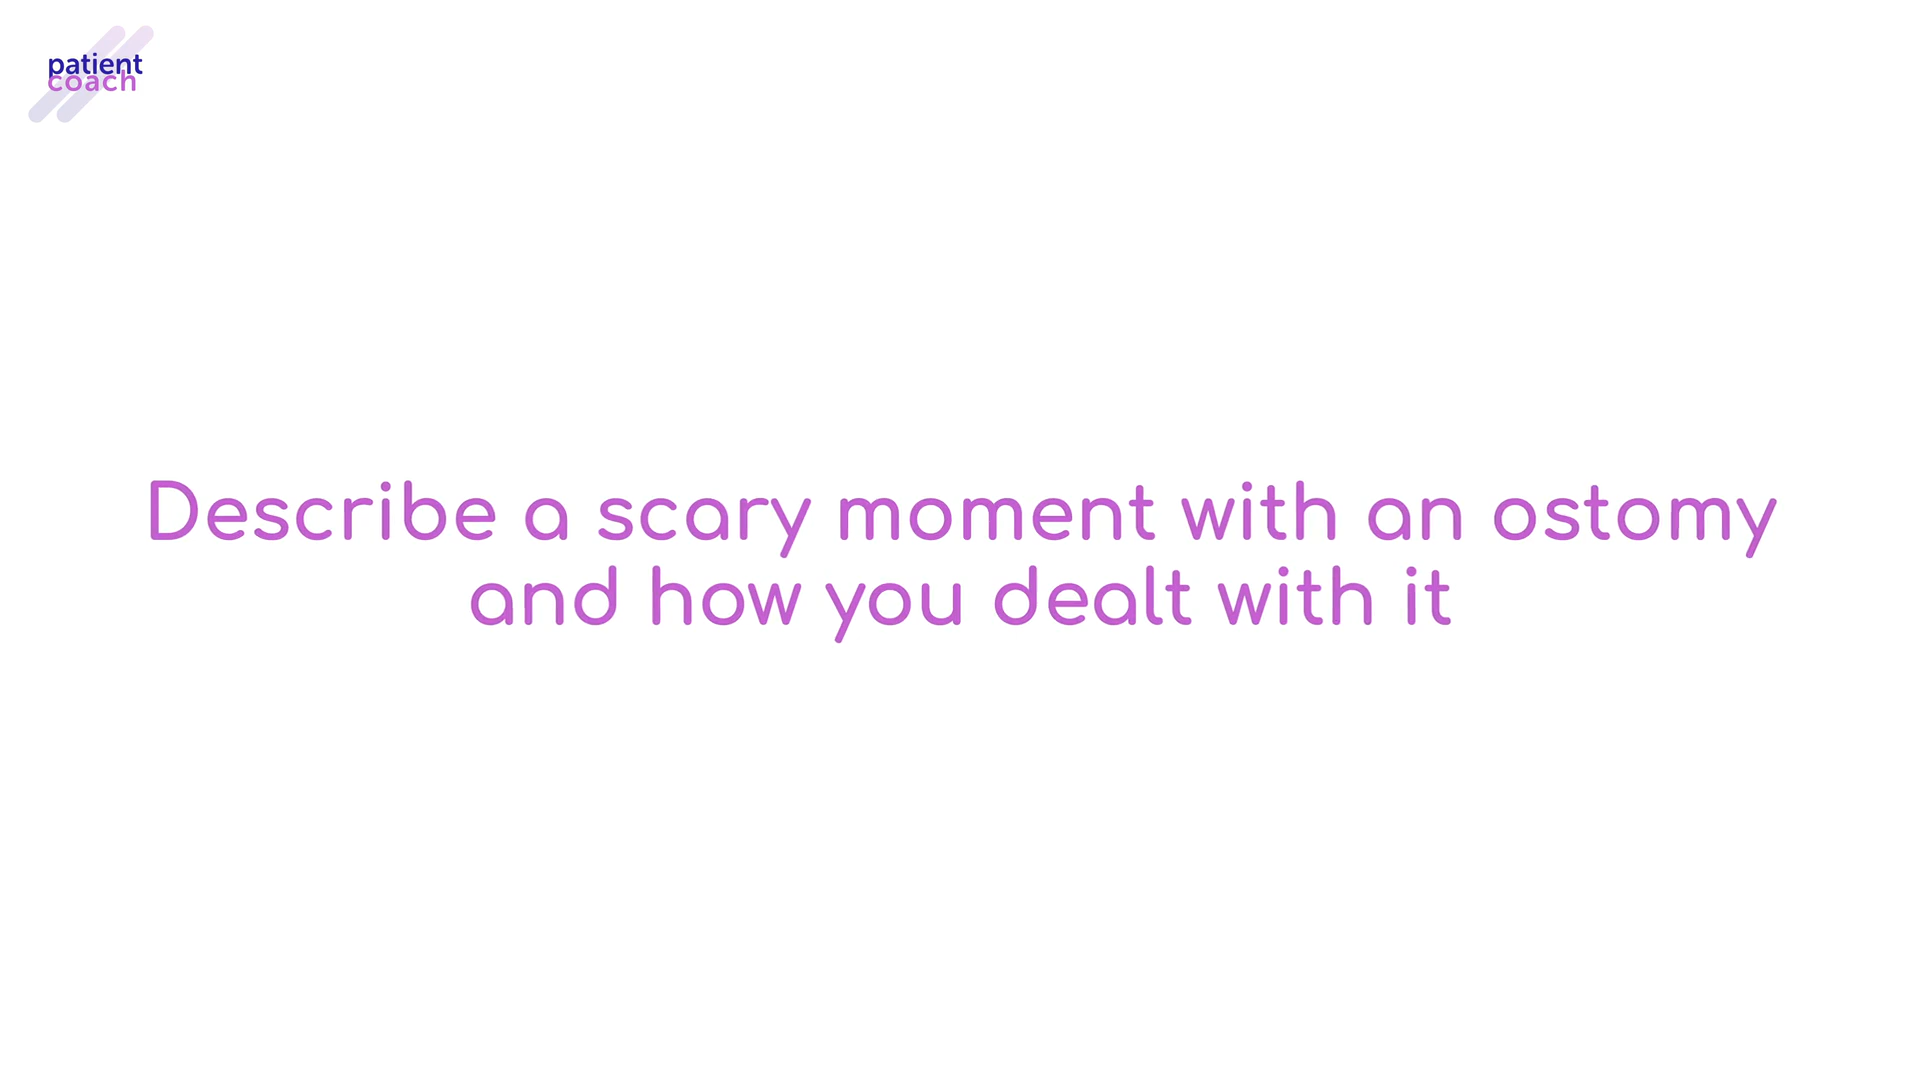 patient
coach
Describe a scary moment with an ostomy
and how you dealt with it